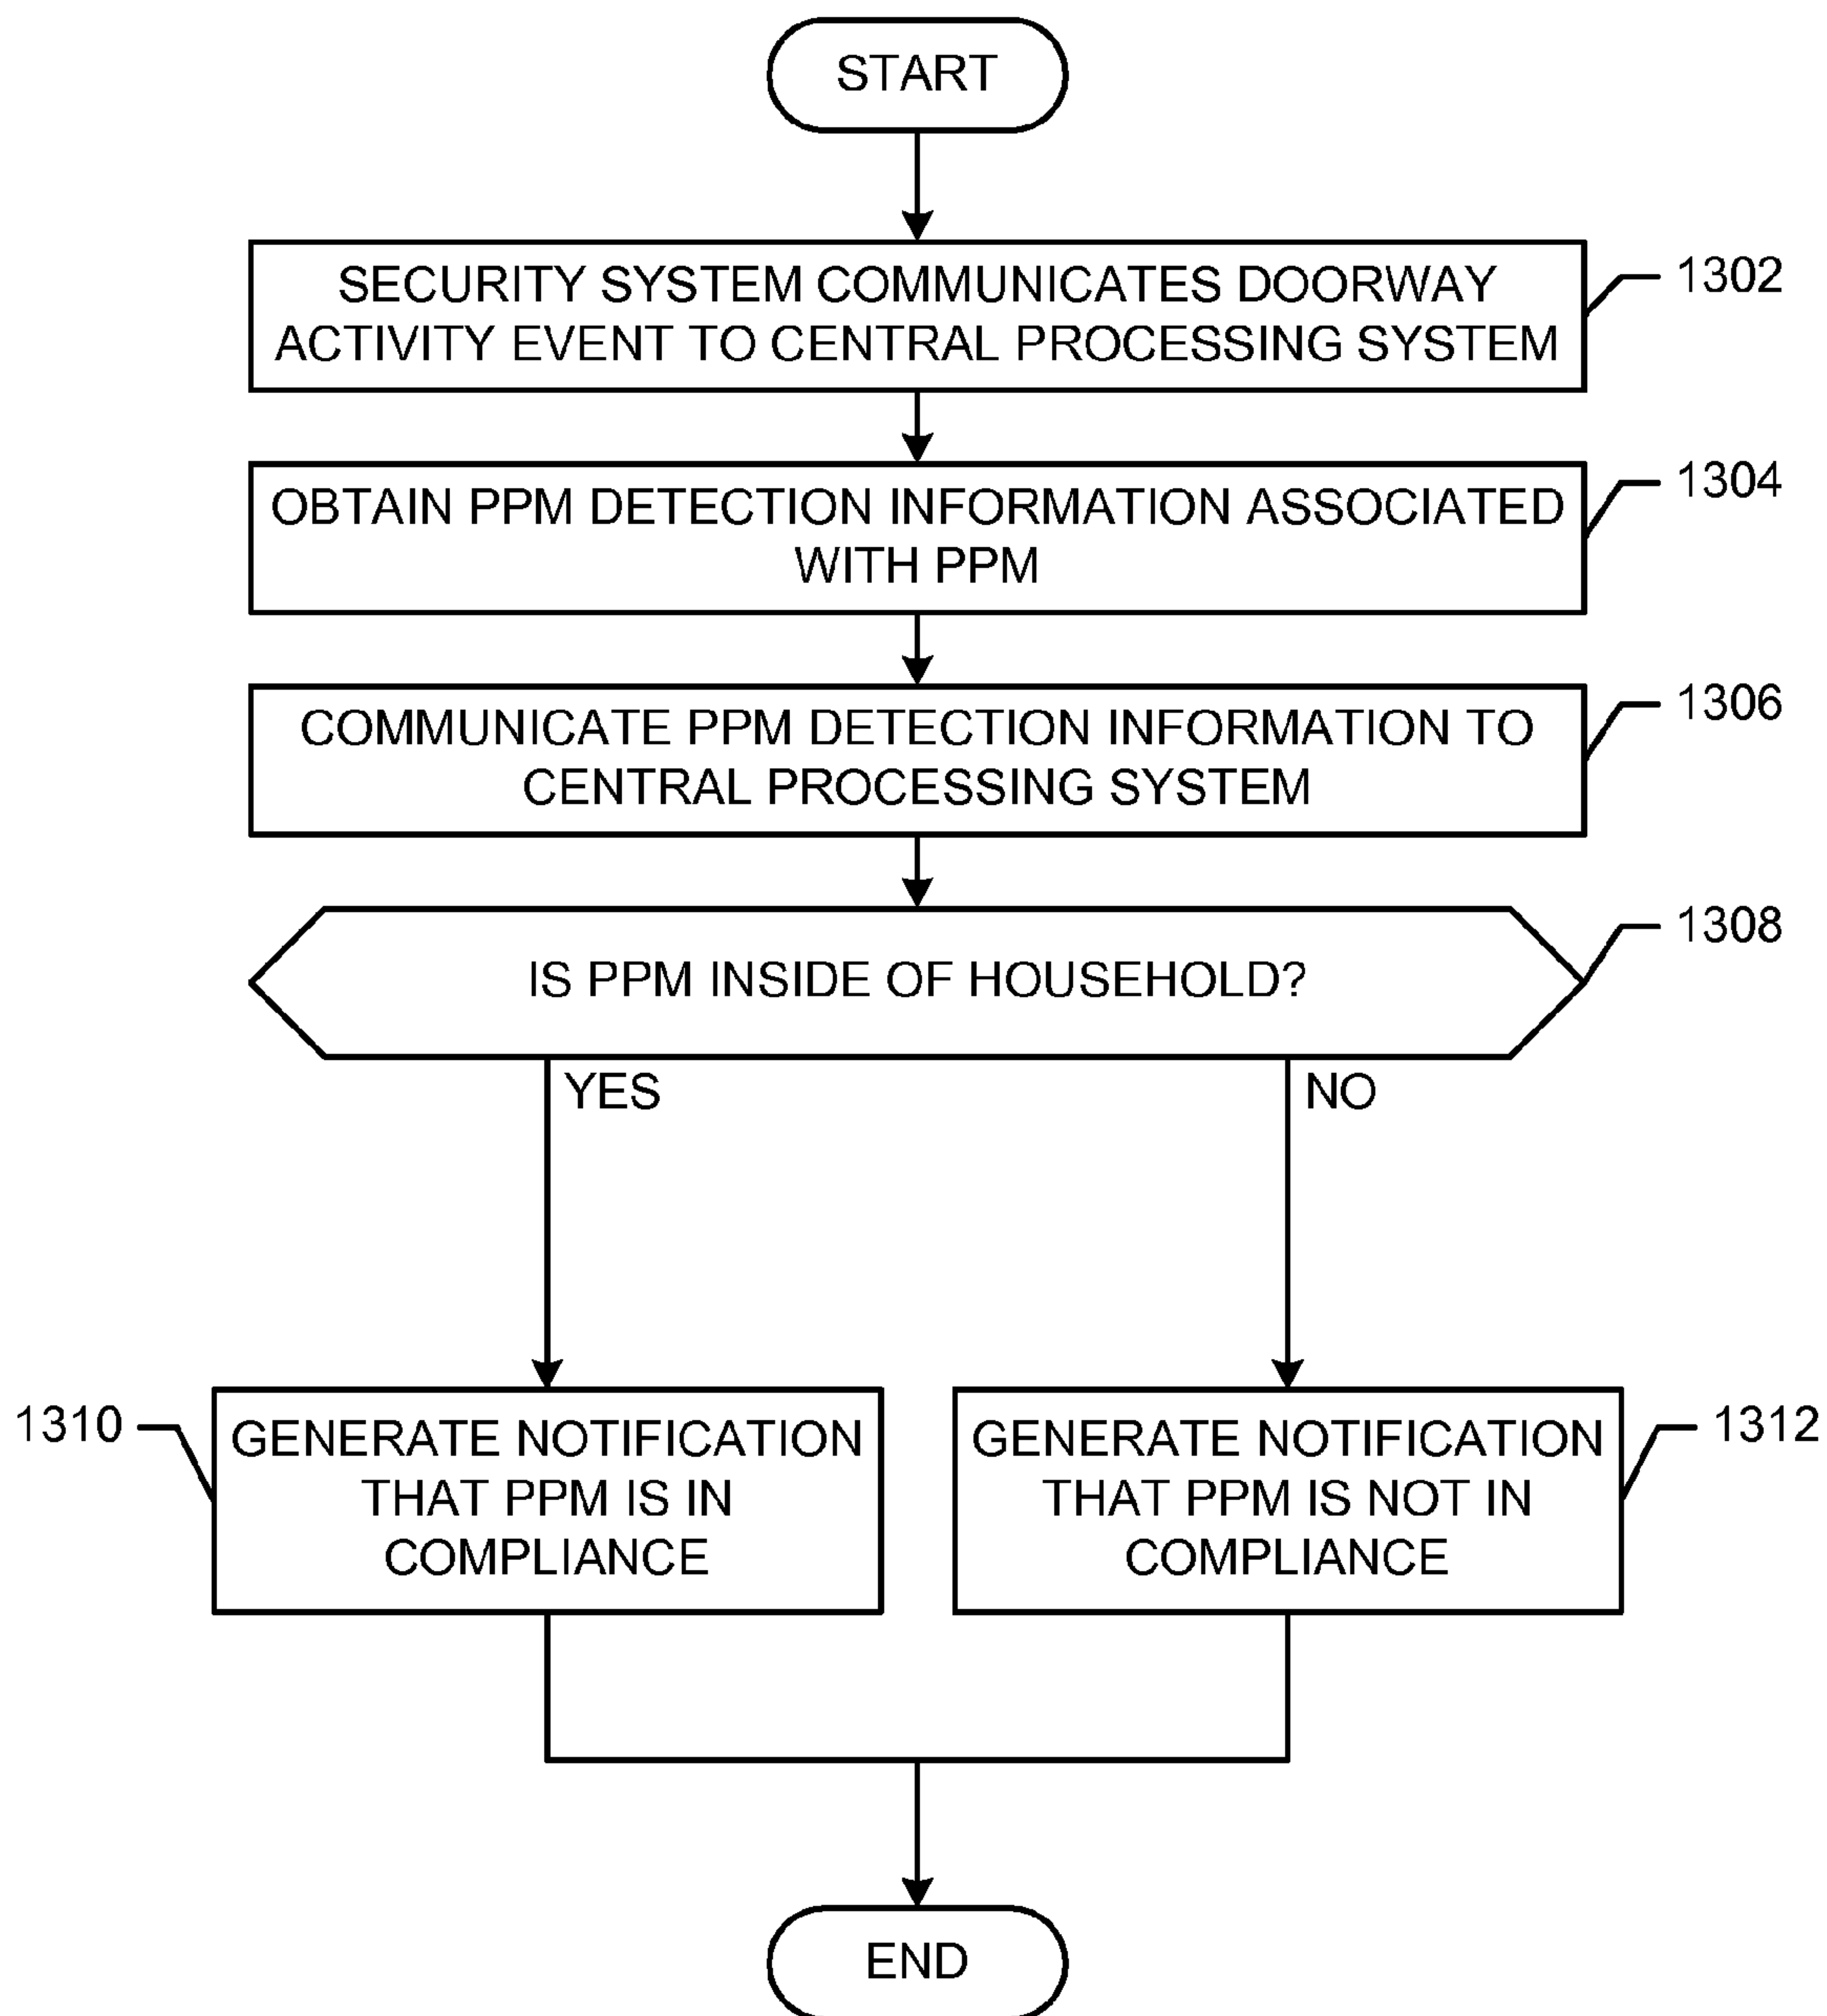 START
SECURITY SYSTEM COMMUNICATES DOORWAY
ACTIVITY EVENT TO CENTRAL PROCESSING SYSTEM
1302
OBTAIN PPM DETECTION INFORMATION ASSOCIATED
WITH PPM
1304
COMMUNICATE PPM DETECTION INFORMATION TO
CENTRAL PROCESSING SYSTEM
1306
IS PPM INSIDE OF HOUSEHOLD?
1308
YES
NO
1310
GENERATE NOTIFICATION
THAT PPM IS IN
COMPLIANCE
GENERATE NOTIFICATION
THAT PPM IS NOT IN
COMPLIANCE
1312
END